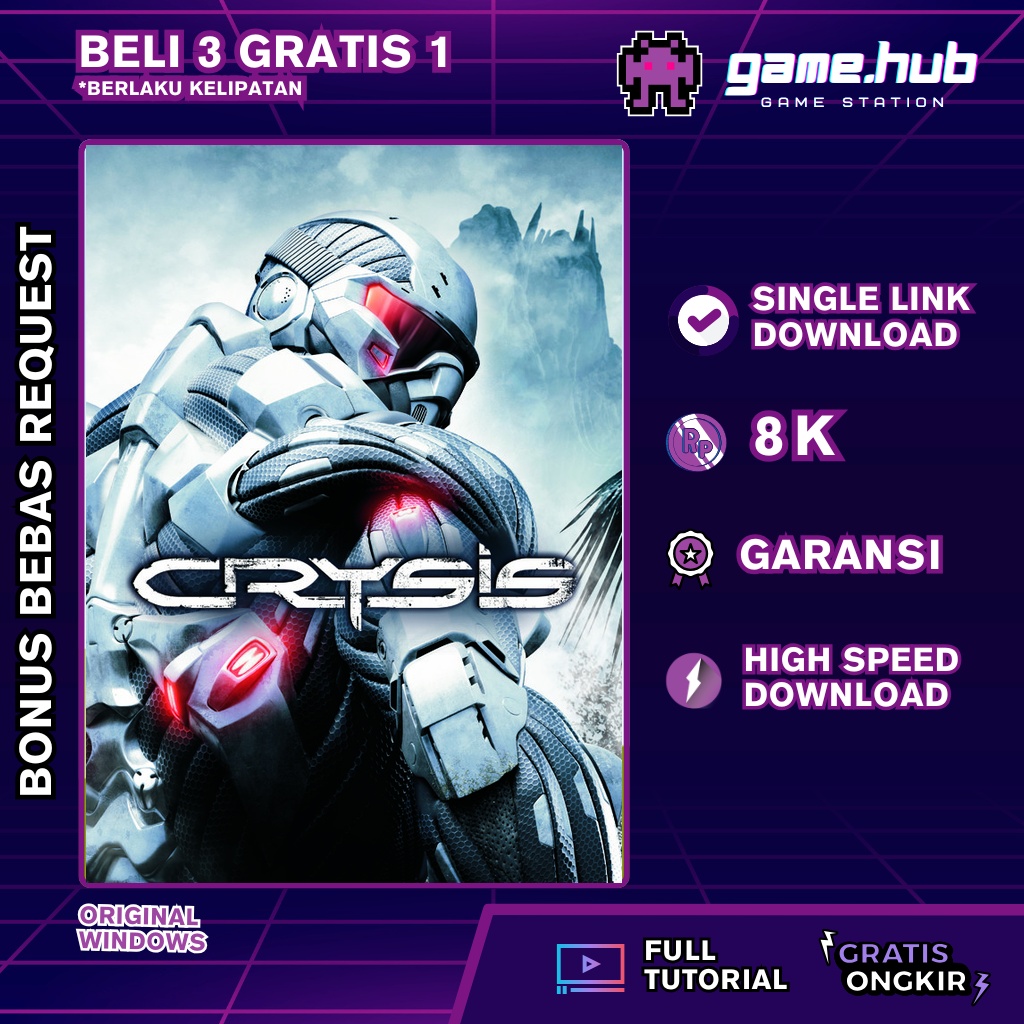 BELI 3 GRATIS 1
*BERLAKU KELIPATAN
game.hub
GAME STATION
BONUS BEBAS REQUEST
CRYSIS
SINGLE LINK
DOWNLOAD
RP
8K
GARANSI
HIGH SPEED
DOWNLOAD
ORIGINAL
WINDOWS
FULL
TUTORIAL
GRATIS
ONGKIR